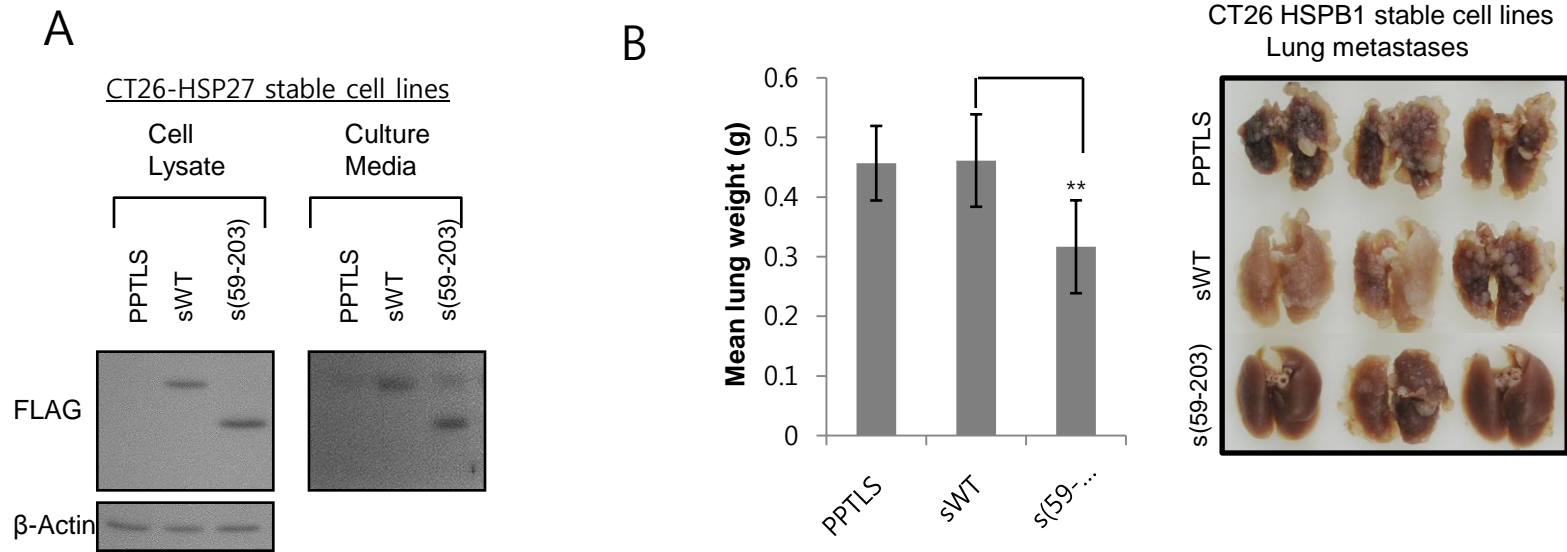 A
CT26-HSP27 stable cell lines
Cell
Lysate
Culture
Media
PPTLS
sWT
s(59-203)
PPTLS
sWT
s(59-203)
FLAG
β-Actin
B
Mean lung weight (g)
0.6
0.5
0.4
0.3
0.2
0.1
0
**
PPTLS
sWT
s(59-...
CT26 HSPB1 stable cell lines
Lung metastases
PPTLS
sWT
s(59-203)